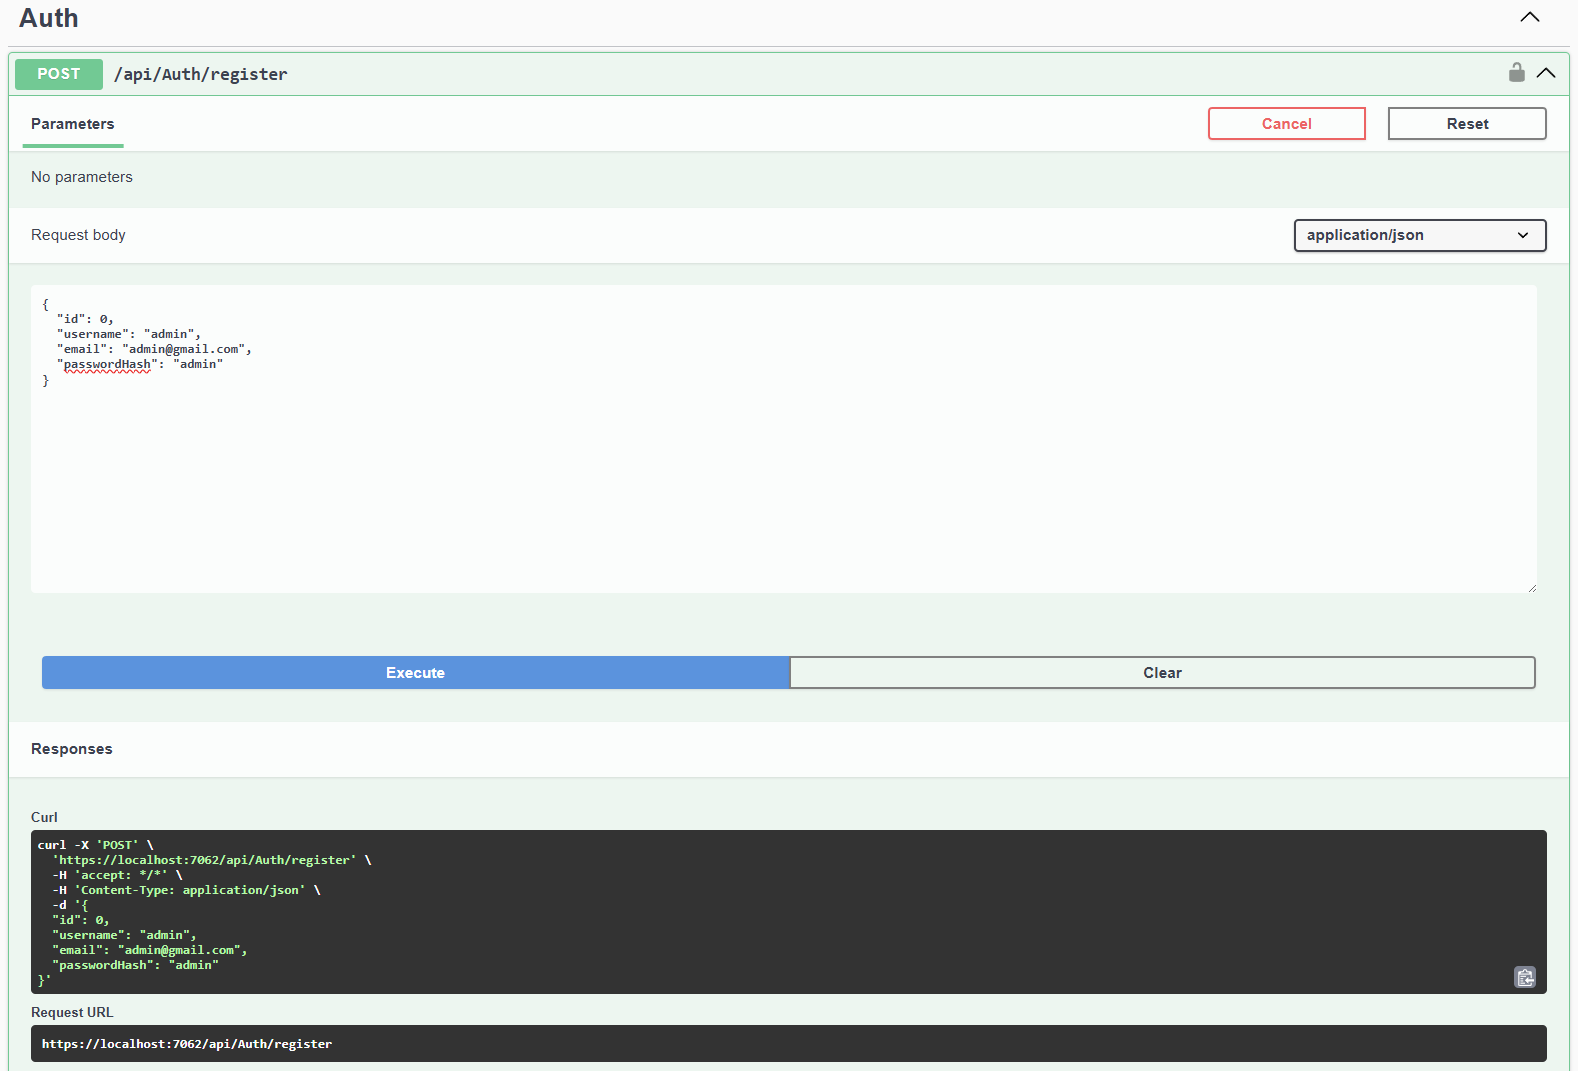 Auth
POST /api/Auth/register
Parameters
Cancel
Reset
No parameters
Request body
application/json
{
  "id": 0,
  "username": "admin",
  "email": "admin@gmail.com",
  "passwordHash": "admin"
}
Execute
Clear
Responses
Curl
curl -X 'POST' \
  'https://localhost:7062/api/Auth/register' \
  -H 'accept: */*' \
  -H 'Content-Type: application/json' \
  -d '{
  "id": 0,
  "username": "admin",
  "email": "admin@gmail.com",
  "passwordHash": "admin"
}'
Request URL
https://localhost:7062/api/Auth/register